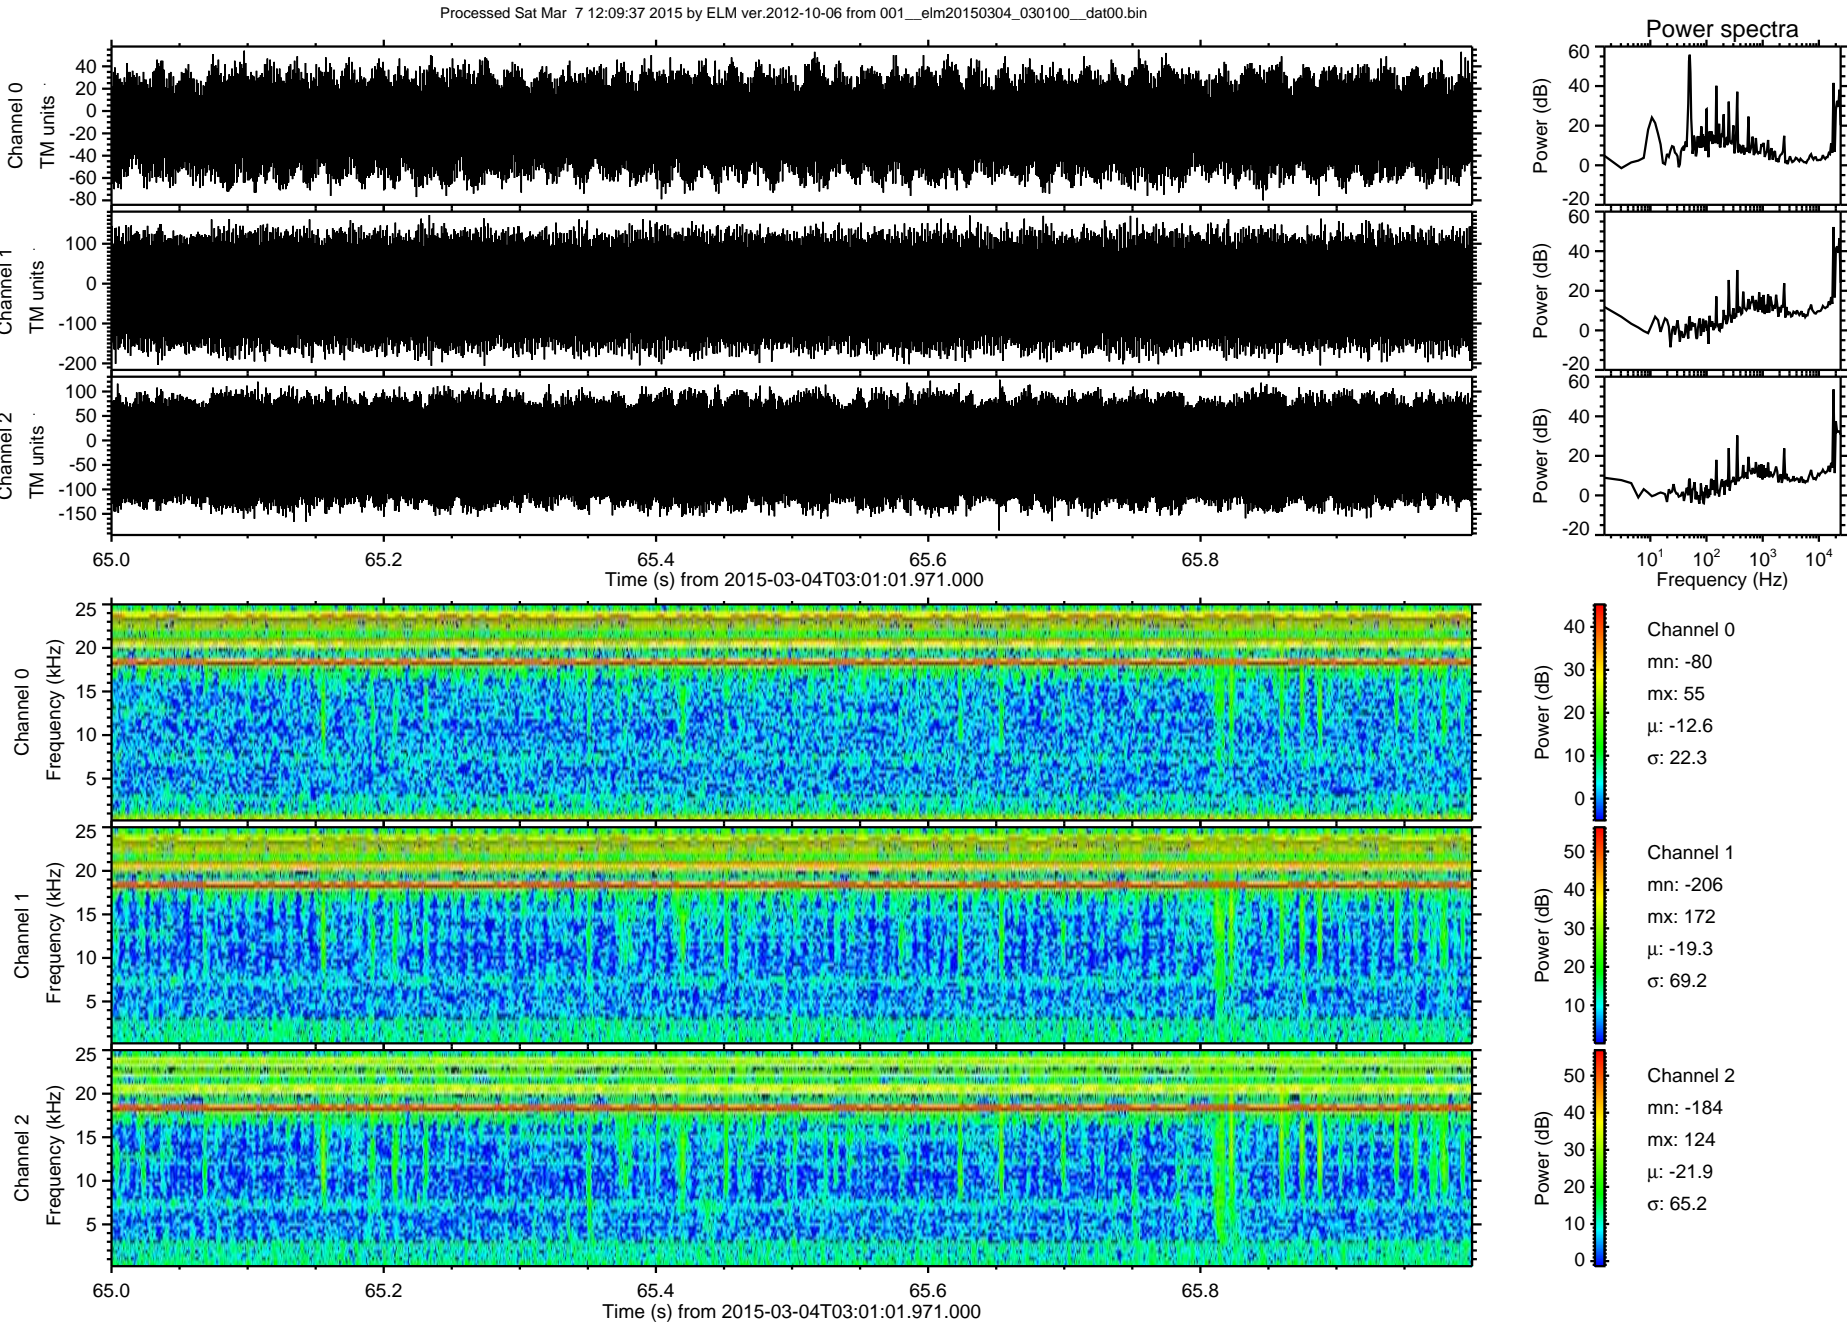 Processed Sat Mar 7 12:09:37 2015 by ELM ver.2012-10-06 from 001__elm20150304_030100__dat00.bin
Power spectra
Channel 0
TM units
40
20
0
-20
-40
-60
-80
Power (dB)
60
40
20
0
-20
Channel 1
TM units
100
0
-100
-200
Power (dB)
60
40
20
0
-20
Channel 2
TM units
100
50
0
-50
-100
-150
Power (dB)
60
40
20
0
-20
65.0 65.2 65.4 65.6 65.8
Time (s) from 2015-03-04T03:01:01.971.000
10^1 10^2 10^3 10^4
Frequency (Hz)
Channel 0
Frequency (kHz)
25
20
15
10
5
Power (dB)
40
30
20
10
0
Channel 0
mn: -80
mx: 55
μ: -12.6
σ: 22.3
Channel 1
Frequency (kHz)
25
20
15
10
5
Power (dB)
50
40
30
20
10
Channel 1
mn: -206
mx: 172
μ: -19.3
σ: 69.2
Channel 2
Frequency (kHz)
25
20
15
10
5
Power (dB)
50
40
30
20
10
0
Channel 2
mn: -184
mx: 124
μ: -21.9
σ: 65.2
65.0 65.2 65.4 65.6 65.8
Time (s) from 2015-03-04T03:01:01.971.000